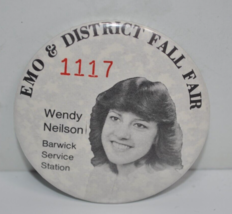 EMO & DISTRICT FALL FAIR
1117
Wendy
Neilson
Barwick
Service
Station